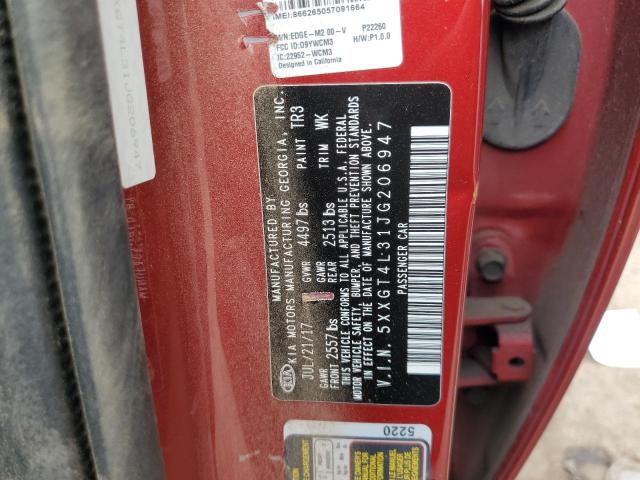 IMEI:866265057091664
P/N:EDGE-M2 00-V P22260
FCC ID:O9YWCM3 H/W:P1.0.0
IC:22952-WCM3
Designed in California
KIA
MANUFACTURED BY
KIA MOTORS MANUFACTURING GEORGIA, INC.
JUL/21/17 GVWR 4497lbs PAINT TR3
GAWR FRONT 2557lbs GAWR REAR 2513lbs TRIM WK
THIS VEHICLE CONFORMS TO ALL APPLICABLE U.S.A. FEDERAL
MOTOR VEHICLE SAFETY, BUMPER, AND THEFT PREVENTION STANDARDS
IN EFFECT ON THE DATE OF MANUFACTURE SHOWN ABOVE.
V.I.N. 5XXGT4L31JG206947
PASSENGER CAR
5220